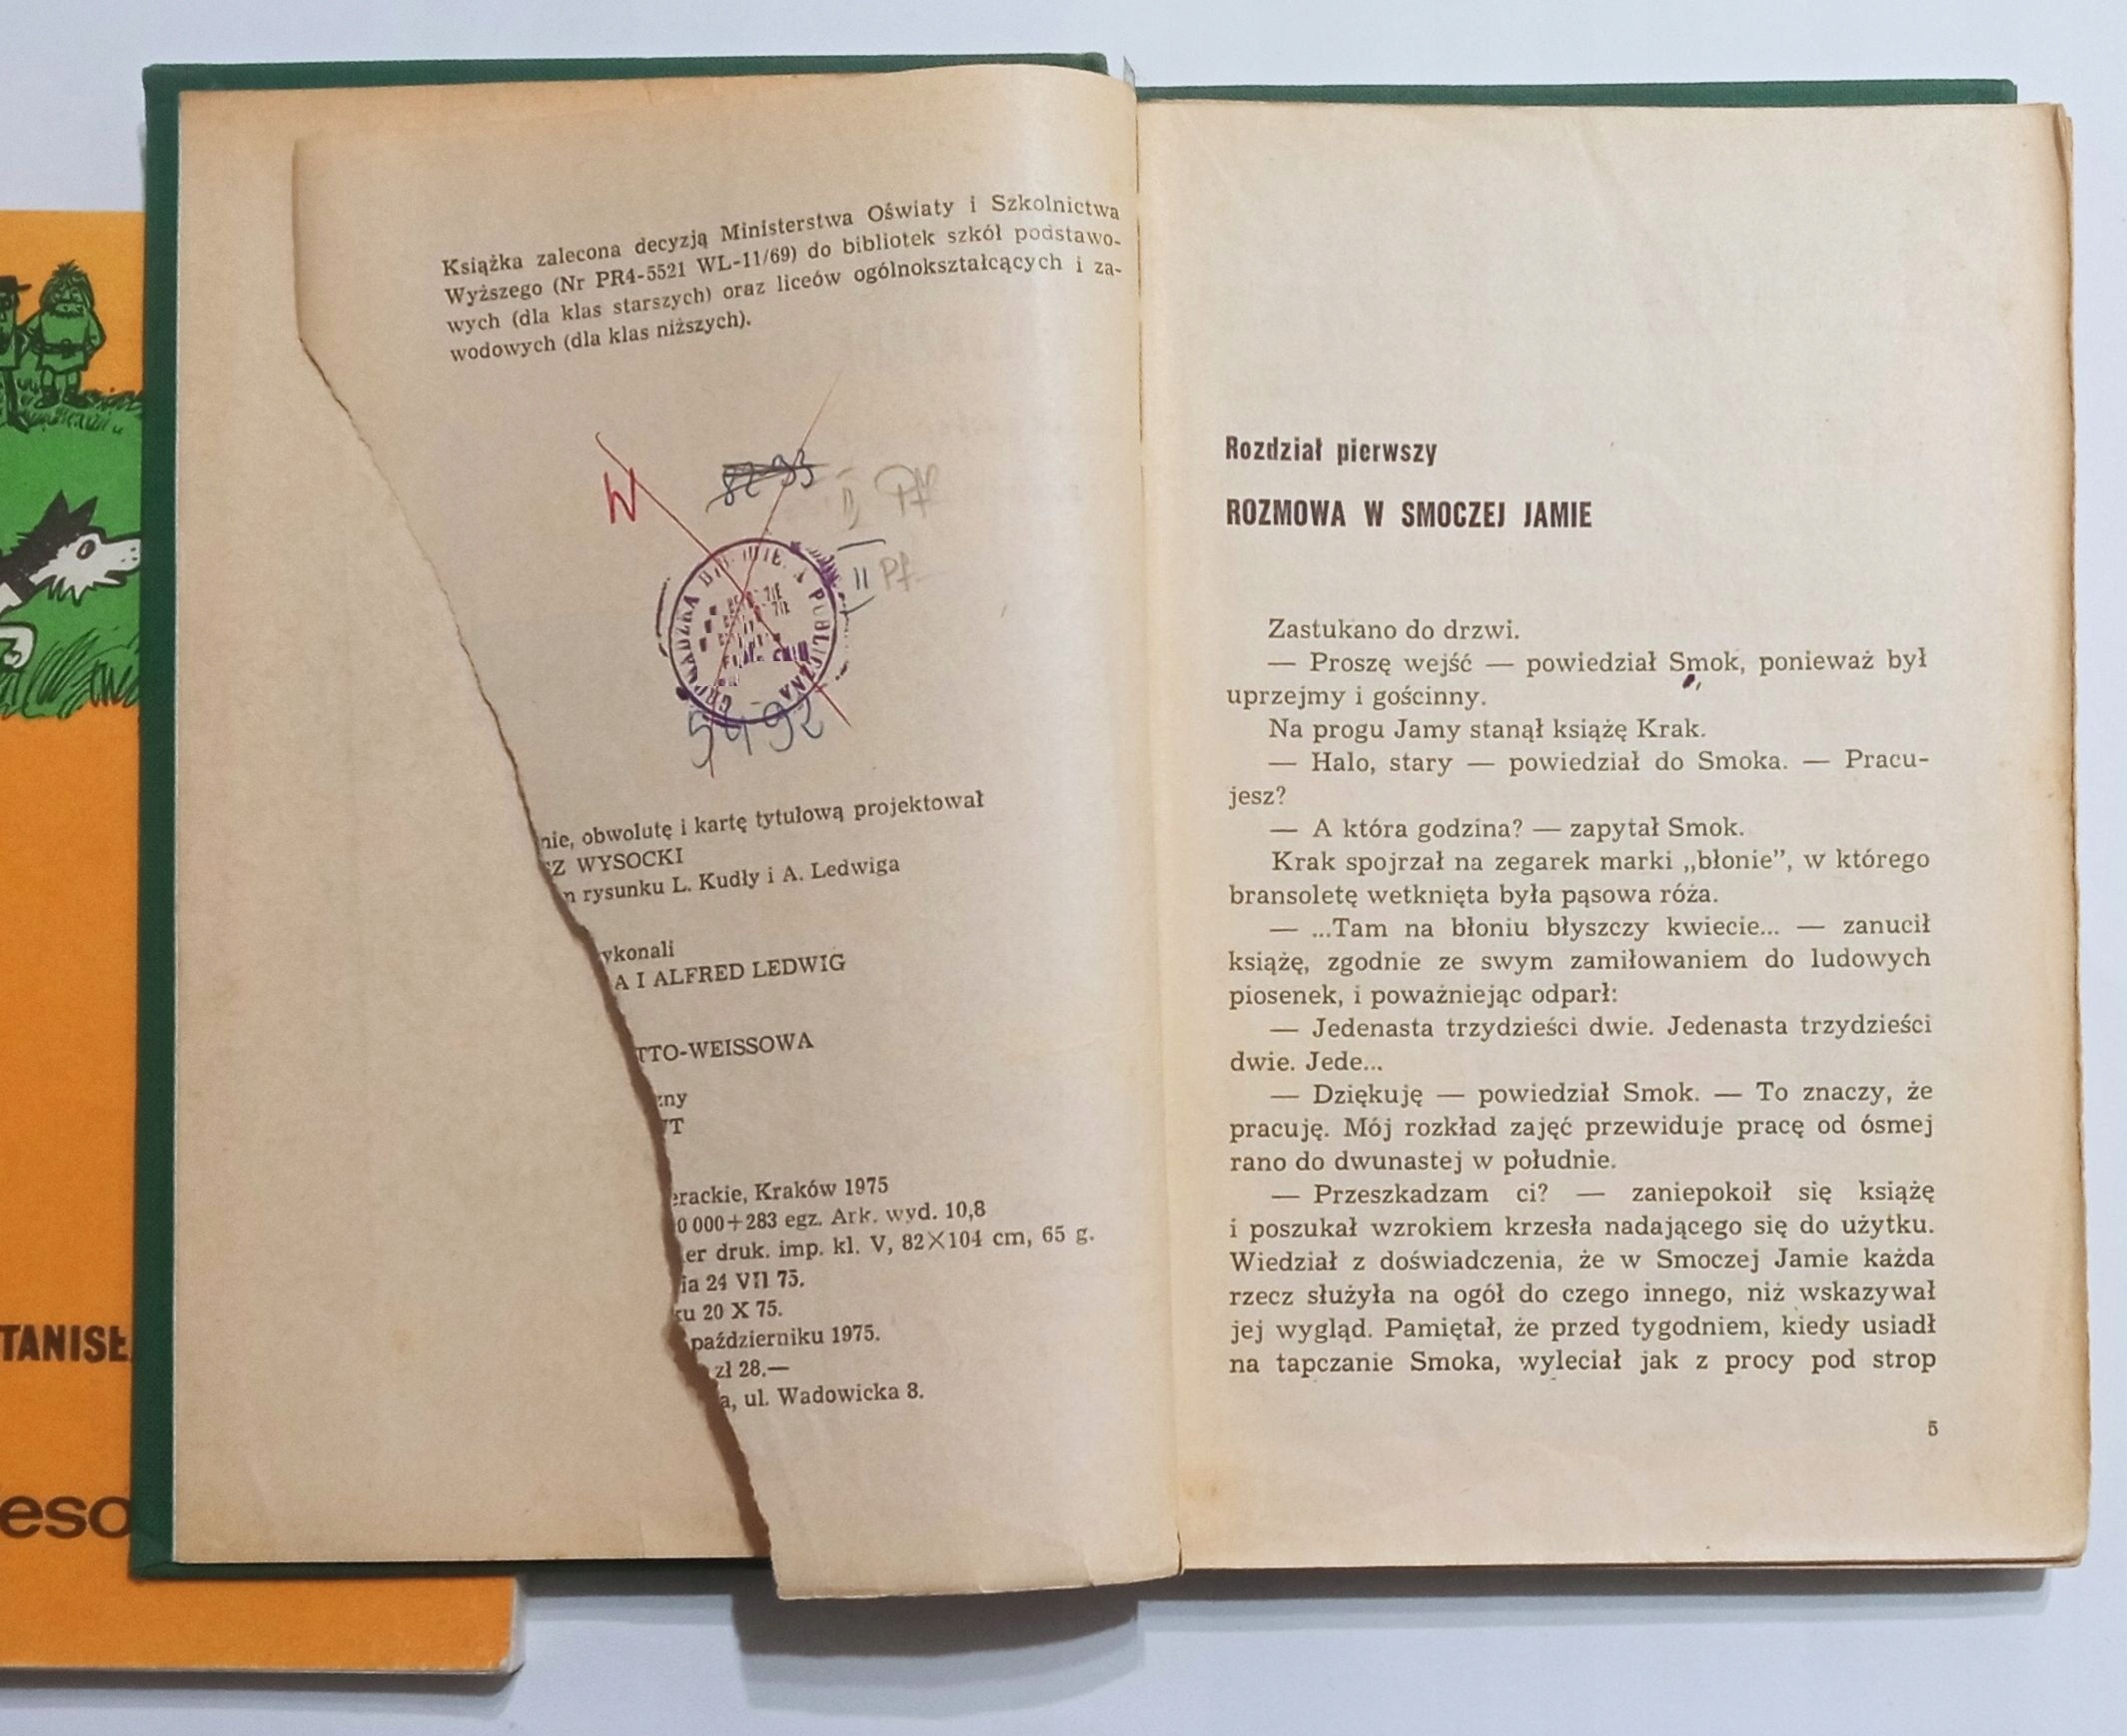 TANISŁ
eso
Książka zalecona decyzją Ministerstwa Oświaty i Szkolnictwa
Wyższego (Nr PR4-5521 WL-11/69) do bibliotek szkół podstawo-
wych (dla klas starszych) oraz liceów ogólnokształcących i za-
wodowych (dla klas niższych).
II Pf
II Pf
PUBLICZNA
5492
nie, obwolutę i kartę tytułową projektował
SZ WYSOCKI
n rysunku L. Kudły i A. Ledwiga
ykonali
A I ALFRED LEDWIG
TTO-WEISSOWA
zny
T
erackie, Kraków 1975
0 000+283 egz. Ark. wyd. 10,8
er druk. imp. kl. V, 82×104 cm, 65 g.
ia 24 VII 75.
ku 20 X 75.
październiku 1975.
zł 28.—
a, ul. Wadowicka 8.
Rozdział pierwszy
ROZMOWA W SMOCZEJ JAMIE
Zastukano do drzwi.
— Proszę wejść — powiedział Smok, ponieważ był
uprzejmy i gościnny.
Na progu Jamy stanął książę Krak.
— Halo, stary — powiedział do Smoka. — Pracu-
jesz?
— A która godzina? — zapytał Smok.
Krak spojrzał na zegarek marki „błonie”, w którego
bransoletę wetknięta była pąsowa róża.
— ...Tam na błoniu błyszczy kwiecie... — zanucił
książę, zgodnie ze swym zamiłowaniem do ludowych
piosenek, i poważniejąc odparł:
— Jedenasta trzydzieści dwie. Jedenasta trzydzieści
dwie. Jede...
— Dziękuję — powiedział Smok. — To znaczy, że
pracuję. Mój rozkład zajęć przewiduje pracę od ósmej
rano do dwunastej w południe.
— Przeszkadzam ci? — zaniepokoił się książę
i poszukał wzrokiem krzesła nadającego się do użytku.
Wiedział z doświadczenia, że w Smoczej Jamie każda
rzecz służyła na ogół do czego innego, niż wskazywał
jej wygląd. Pamiętał, że przed tygodniem, kiedy usiadł
na tapczanie Smoka, wyleciał jak z procy pod strop
5